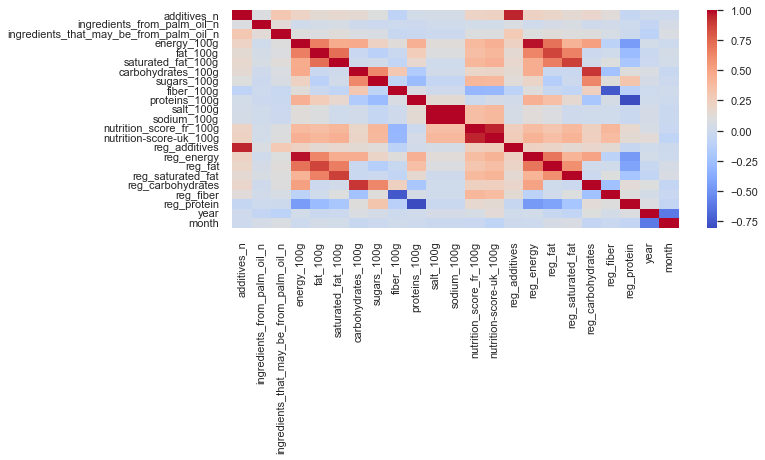 additives_n
ingredients_from_palm_oil_n
ingredients_that_may_be_from_palm_oil_n
energy_100g
fat_100g
saturated_fat_100g
carbohydrates_100g
sugars_100g
fiber_100g
proteins_100g
salt_100g
sodium_100g
nutrition_score_fr_100g
nutrition-score-uk_100g
reg_additives
reg_energy
reg_fat
reg_saturated_fat
reg_carbohydrates
reg_fiber
reg_protein
year
month
additives_n
ingredients_from_palm_oil_n
ingredients_that_may_be_from_palm_oil_n
energy_100g
fat_100g
saturated_fat_100g
carbohydrates_100g
sugars_100g
fiber_100g
proteins_100g
salt_100g
sodium_100g
nutrition_score_fr_100g
nutrition-score-uk_100g
reg_additives
reg_energy
reg_fat
reg_saturated_fat
reg_carbohydrates
reg_fiber
reg_protein
year
month
1.00
0.75
0.50
0.25
0.00
−0.25
−0.50
−0.75